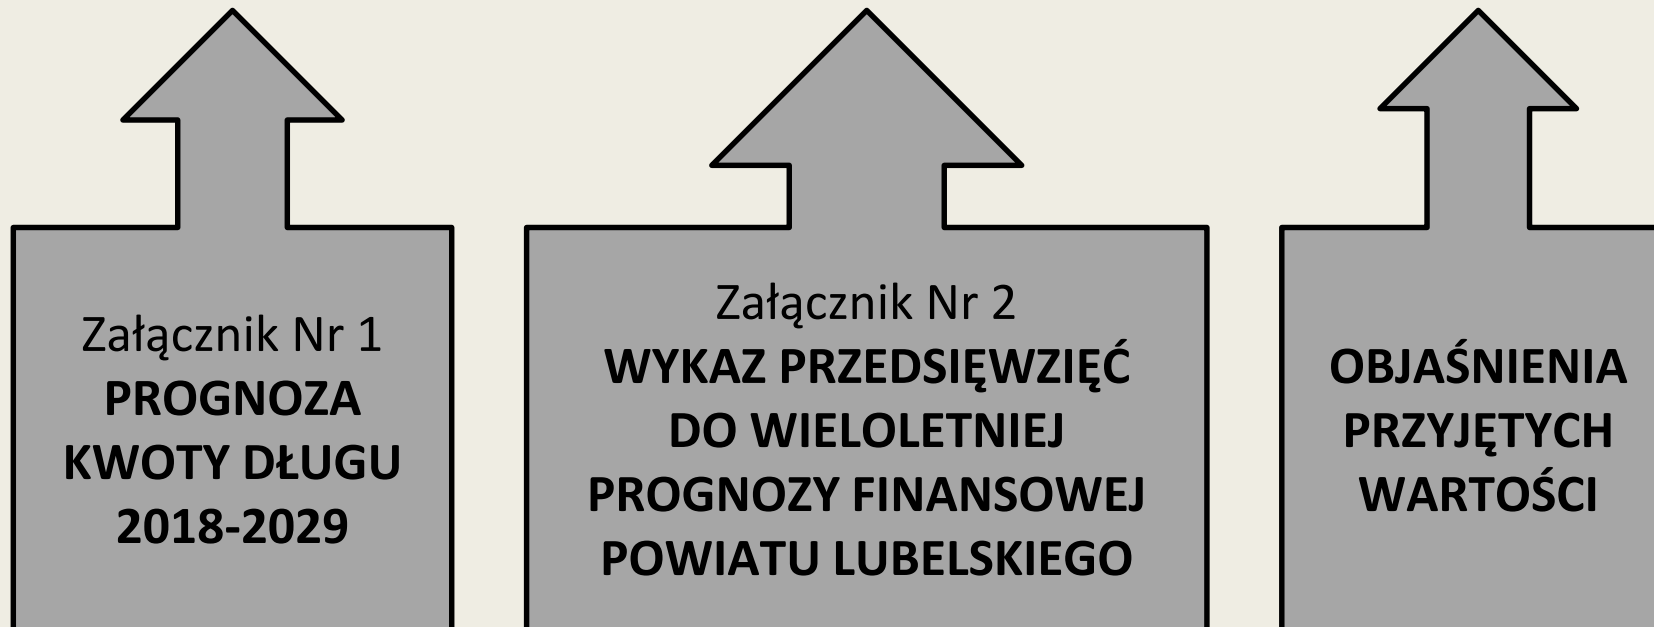 Załącznik Nr 1
PROGNOZA
KWOTY DŁUGU
2018-2029
Załącznik Nr 2
WYKAZ PRZEDSIĘWZIĘĆ
DO WIELOLETNIEJ
PROGNOZY FINANSOWEJ
POWIATU LUBELSKIEGO
OBJAŚNIENIA
PRZYJĘTYCH
WARTOŚCI